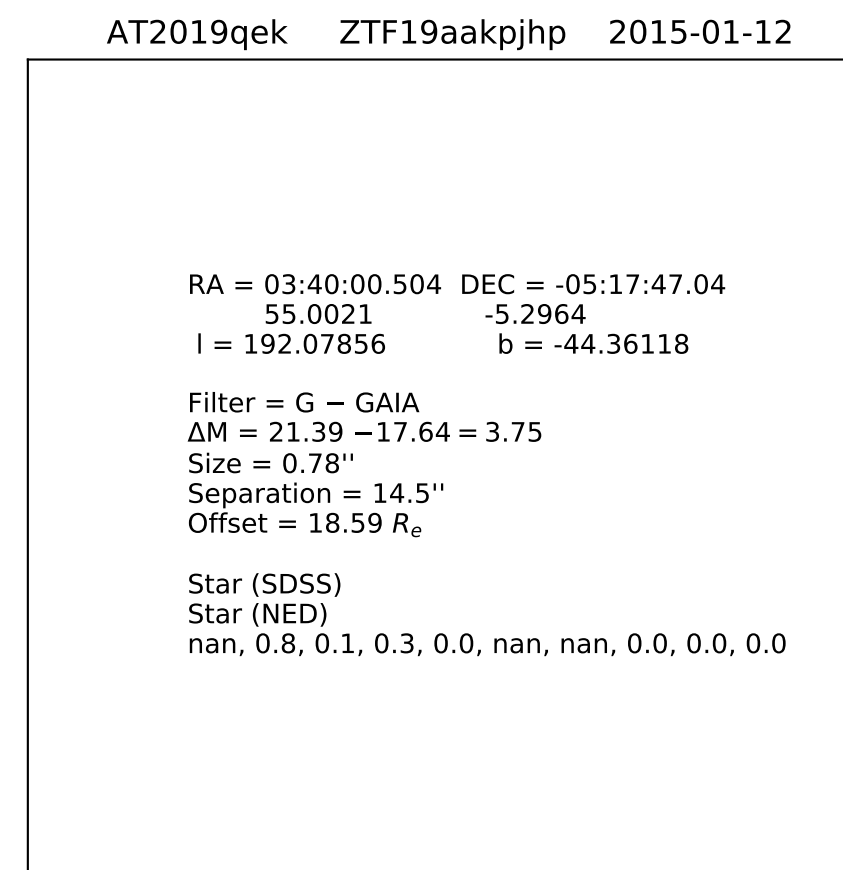 AT2019qek ZTF19aakpjhp 2015-01-12
RA = 03:40:00.504 DEC = -05:17:47.04
55.0021 -5.2964
l = 192.07856 b = -44.36118
Filter = G − GAIA
ΔM = 21.39 −17.64 = 3.75
Size = 0.78''
Separation = 14.5''
Offset = 18.59 Re
Star (SDSS)
Star (NED)
nan, 0.8, 0.1, 0.3, 0.0, nan, nan, 0.0, 0.0, 0.0